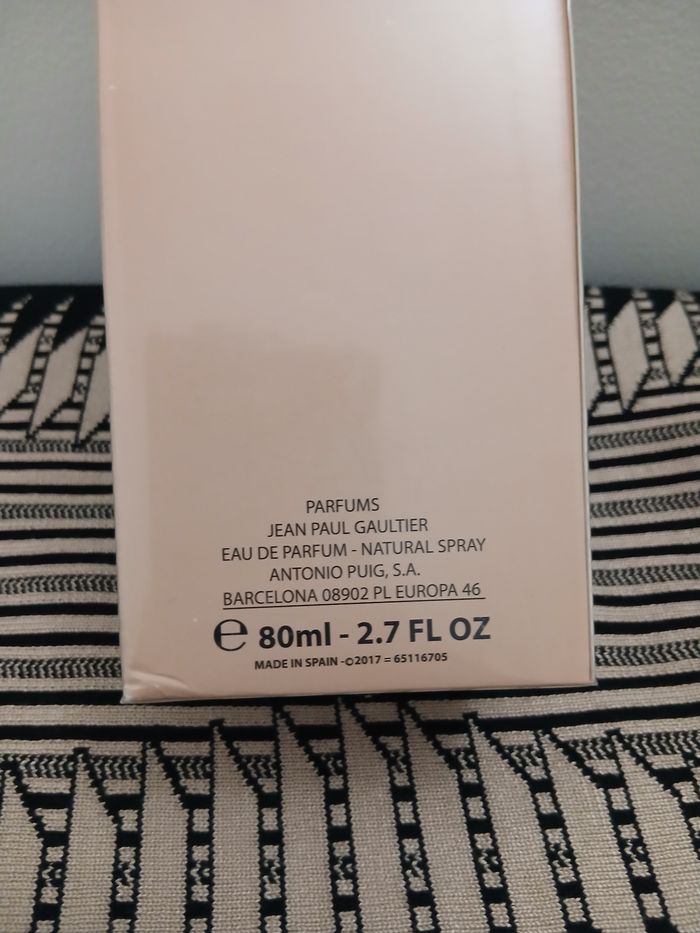 PARFUMS
JEAN PAUL GAULTIER
EAU DE PARFUM - NATURAL SPRAY
ANTONIO PUIG, S.A.
BARCELONA 08902 PL EUROPA 46
℮ 80ml - 2.7 FL OZ
MADE IN SPAIN -©2017 = 65116705